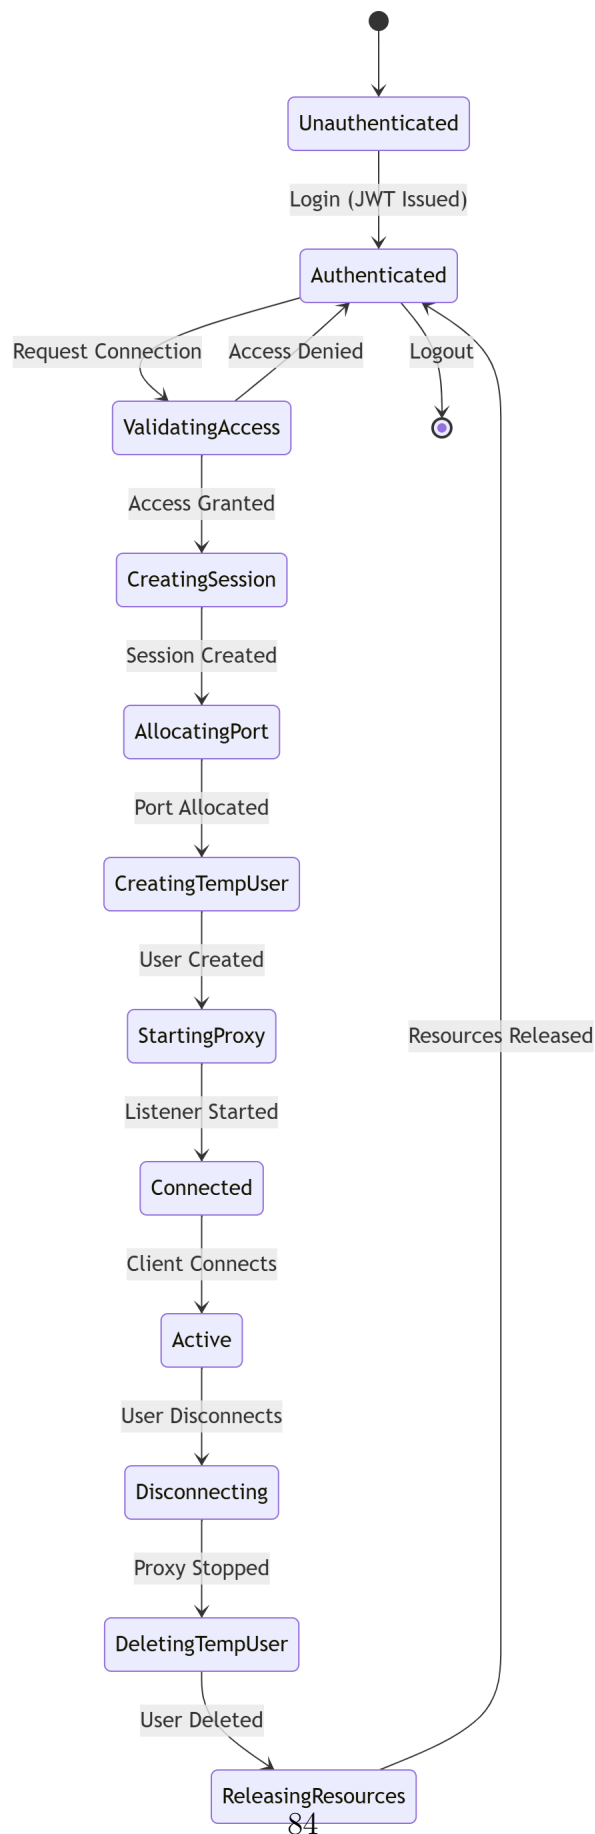 Unauthenticated
Login (JWT Issued)
Authenticated
Request Connection
Access Denied
Logout
ValidatingAccess
Access Granted
CreatingSession
Session Created
AllocatingPort
Port Allocated
CreatingTempUser
User Created
StartingProxy
Resources Released
Listener Started
Connected
Client Connects
Active
User Disconnects
Disconnecting
Proxy Stopped
DeletingTempUser
User Deleted
ReleasingResources
84